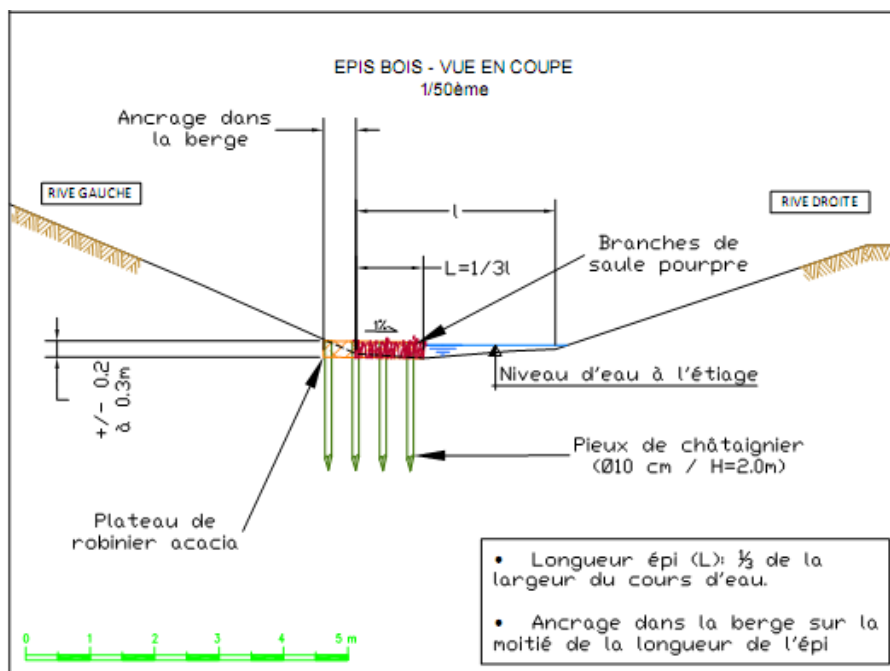 EPIS BOIS - VUE EN COUPE
1/50ème
Ancrage dans
la berge
RIVE GAUCHE
RIVE DROITE
l
L=1/3l
Branches de
saule pourpre
1%
+/- 0.2
à 0.3m
Niveau d'eau à l'étiage
Pieux de châtaignier
(Ø10 cm / H=2.0m)
Plateau de
robinier acacia
• Longueur épi (L): ⅓ de la
largeur du cours d'eau.
• Ancrage dans la berge sur la
moitié de la longueur de l'épi
0 1 2 3 4 5 m